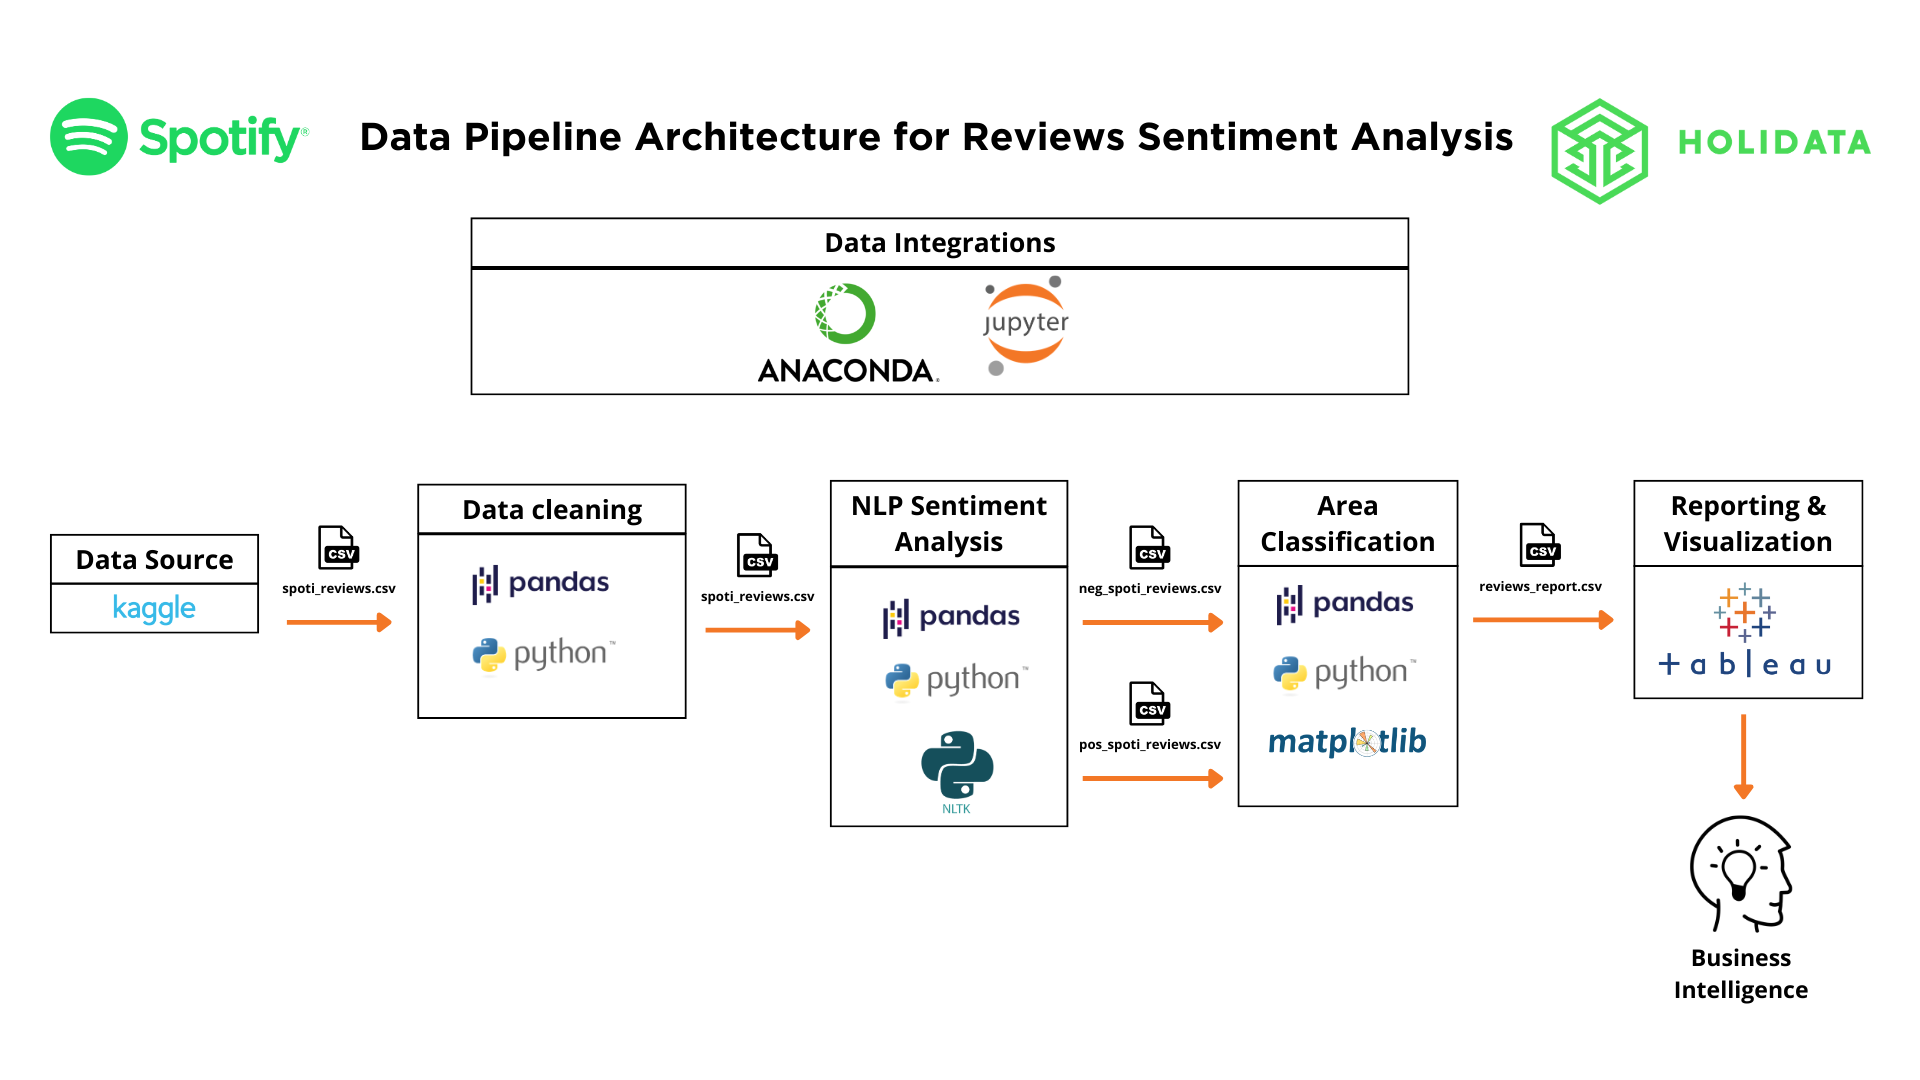 Spotify®
Data Pipeline Architecture for Reviews Sentiment Analysis
HOLIDATA
Data Integrations
ANACONDA.
jupyter
Data Source
kaggle
CSV
spoti_reviews.csv
Data cleaning
pandas
python™
CSV
spoti_reviews.csv
NLP Sentiment
Analysis
pandas
python™
NLTK
CSV
neg_spoti_reviews.csv
CSV
pos_spoti_reviews.csv
Area
Classification
pandas
python™
matplotlib
CSV
reviews_report.csv
Reporting &
Visualization
+ableau
Business
Intelligence